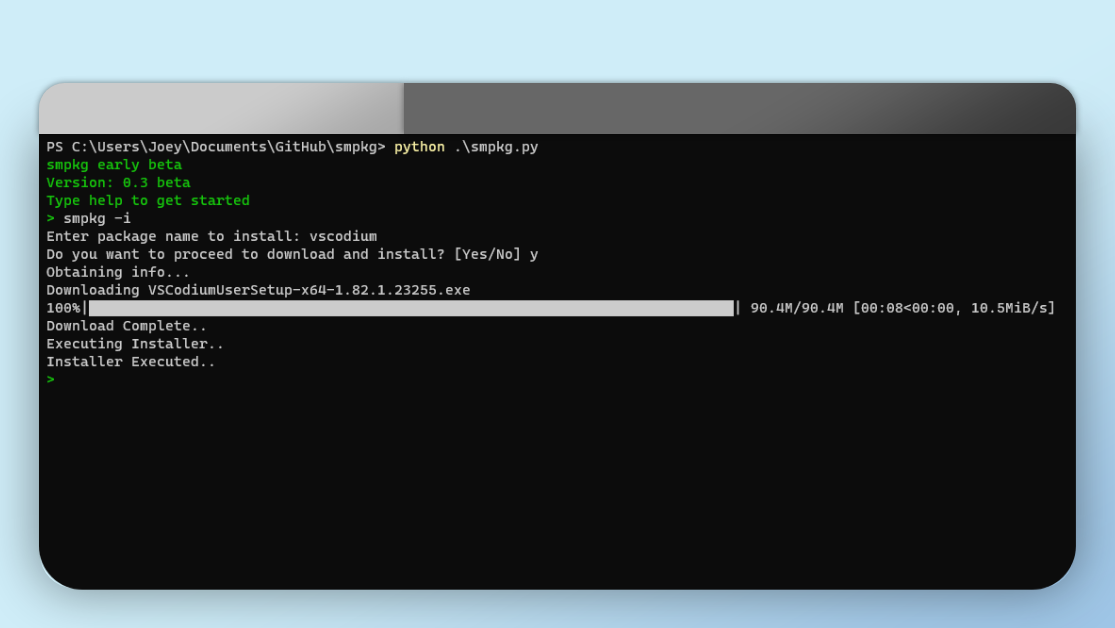 PS C:\Users\Joey\Documents\GitHub\smpkg> python .\smpkg.py
smpkg early beta
Version: 0.3 beta
Type help to get started
> smpkg -i
Enter package name to install: vscodium
Do you want to proceed to download and install? [Yes/No] y
Obtaining info...
Downloading VSCodiumUserSetup-x64-1.82.1.23255.exe
100%| | 90.4M/90.4M [00:08<00:00, 10.5MiB/s]
Download Complete..
Executing Installer..
Installer Executed..
>